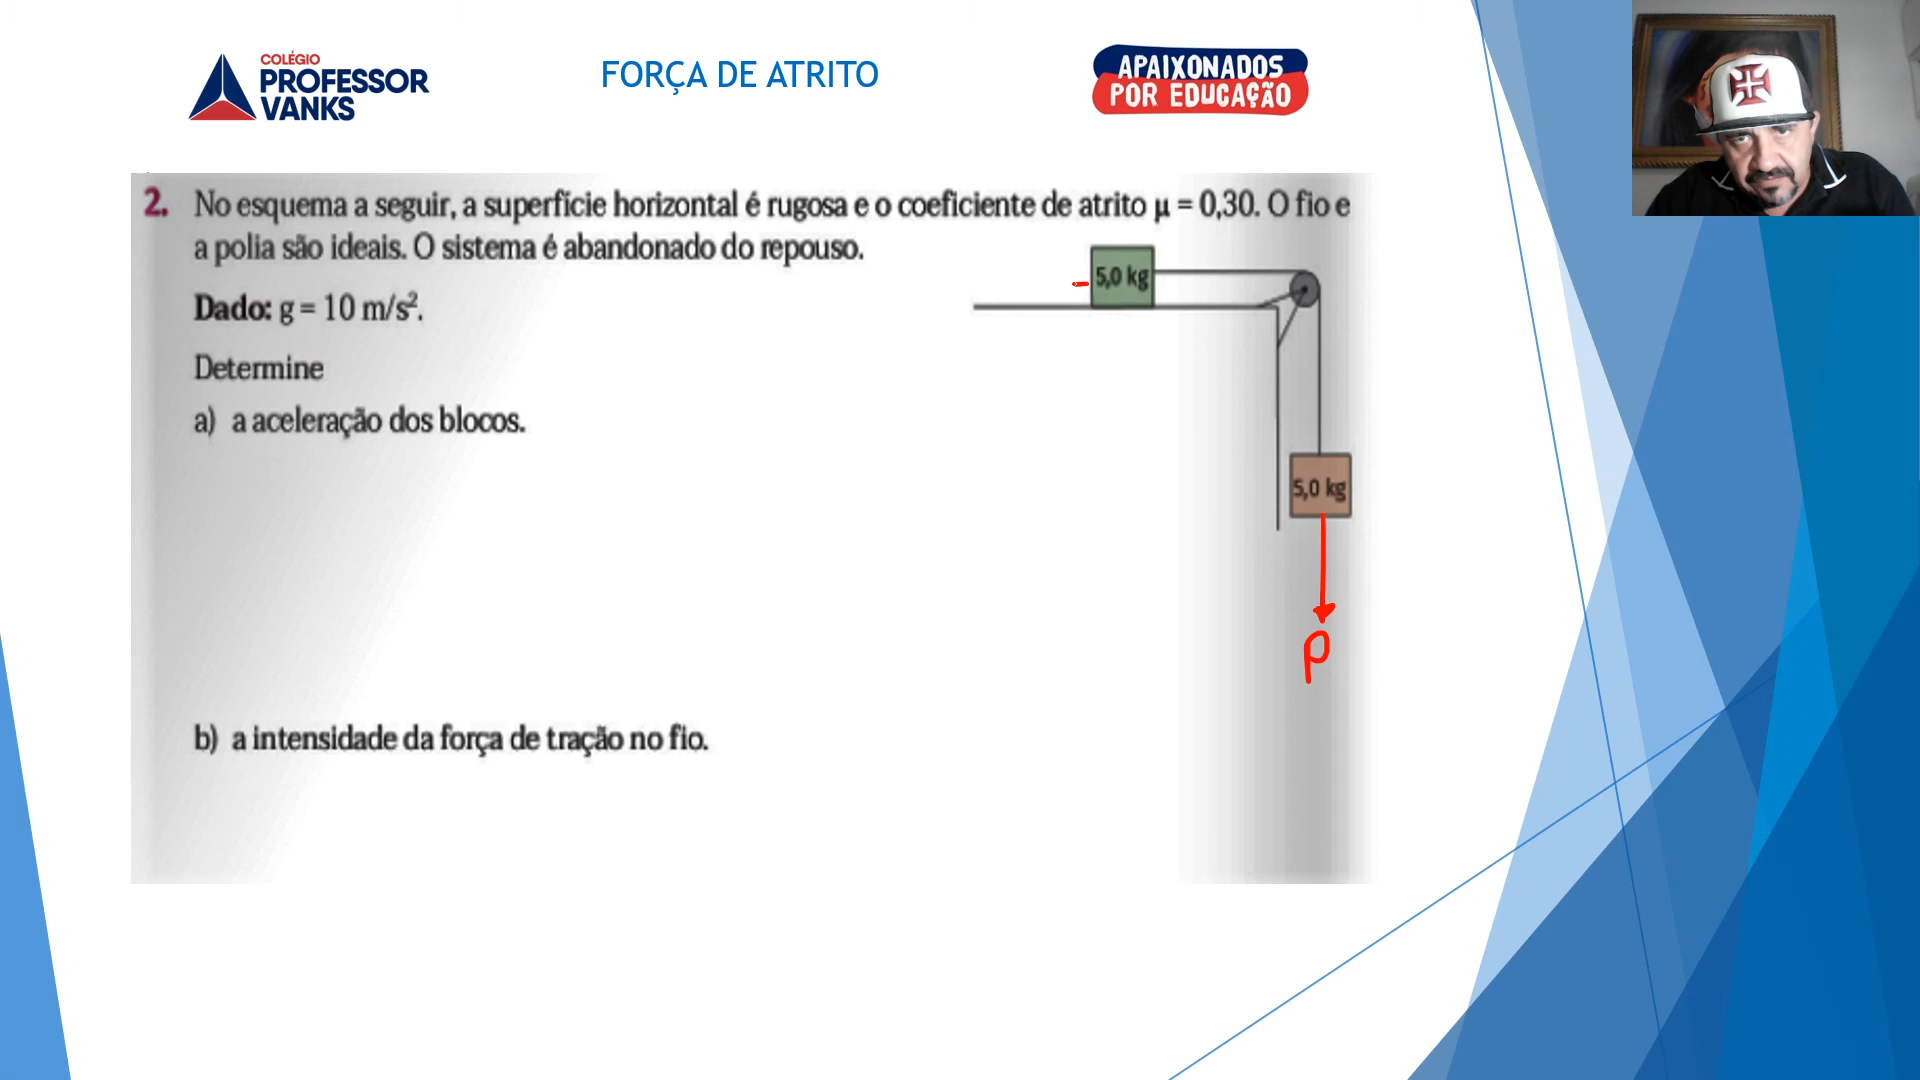 COLÉGIO
PROFESSOR
VANKS
FORÇA DE ATRITO
APAIXONADOS
POR EDUCAÇÃO
2. No esquema a seguir, a superfície horizontal é rugosa e o coeficiente de atrito μ = 0,30. O fio e
a polia são ideais. O sistema é abandonado do repouso.
5,0 kg
Dado: g = 10 m/s².
Determine
a) a aceleração dos blocos.
5,0 kg
P
b) a intensidade da força de tração no fio.